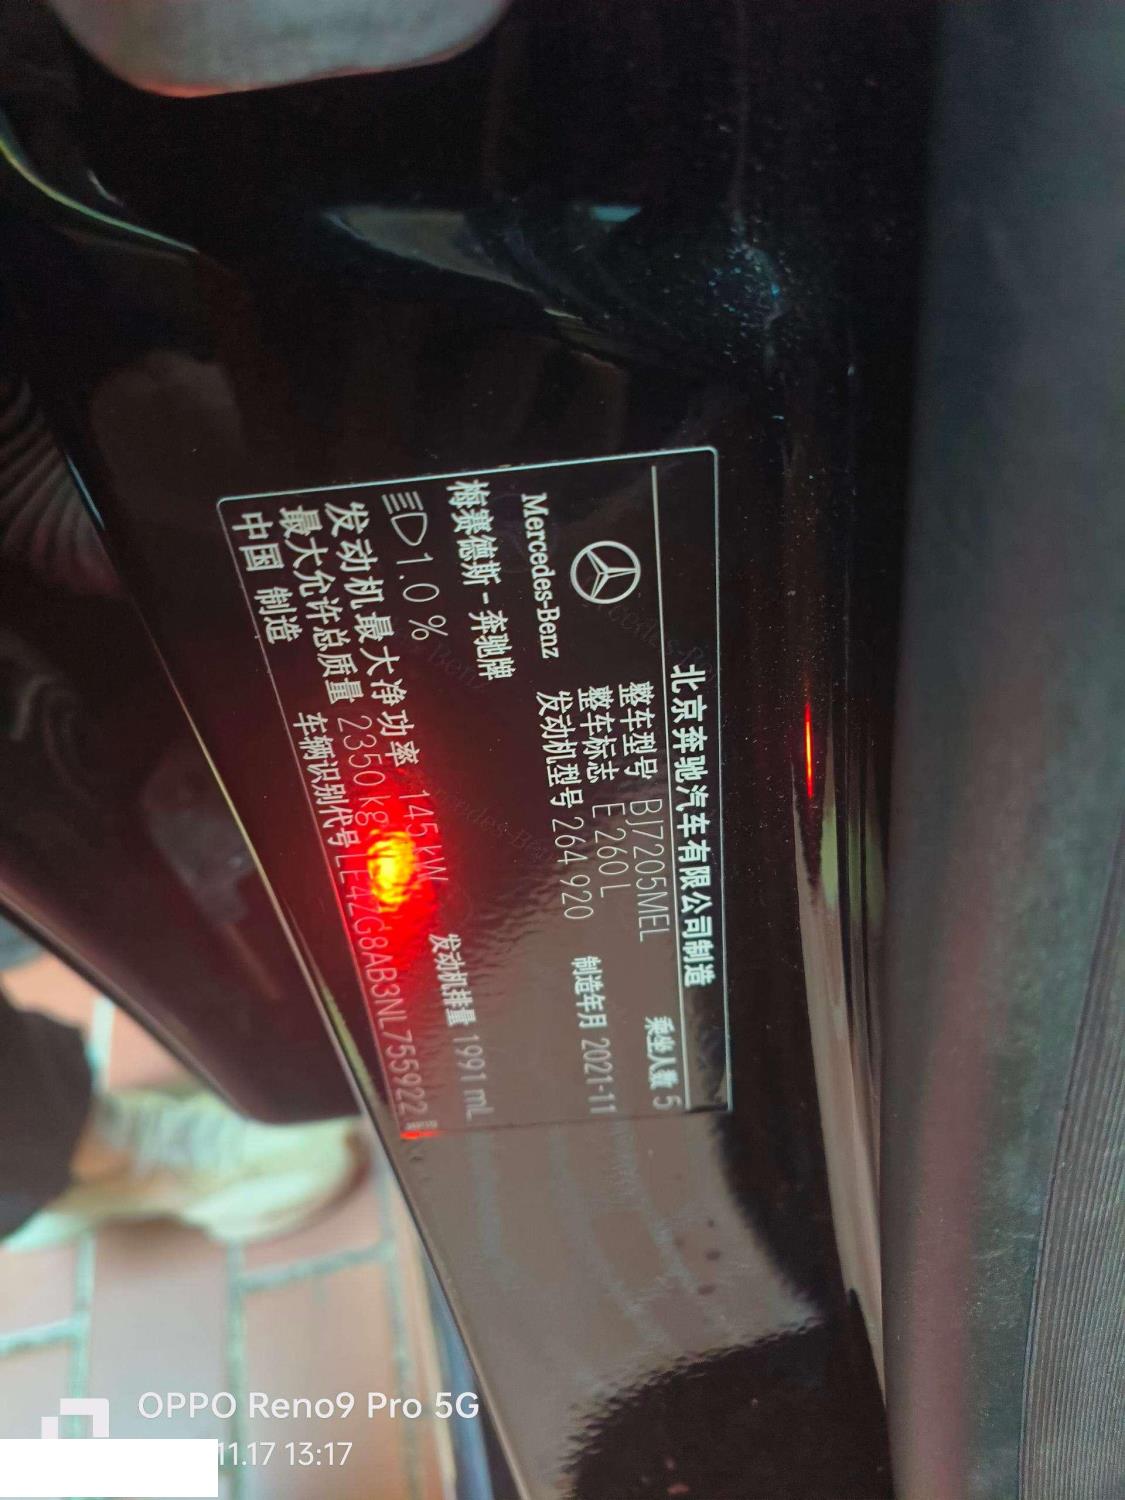 北京奔驰汽车有限公司制造
整车型号 BJ7205MEL 乘坐人数 5
整车标志 E 260 L
Mercedes-Benz 发动机型号 264 920 制造年月 2021-11
梅赛德斯-奔驰牌
1.0 %
发动机最大净功率 145 kW 发动机排量 1991 mL
最大允许总质量 2350 kg
中国 制造 车辆识别代号 LE4ZG8AB3NL755922
OPPO Reno9 Pro 5G
11.17 13:17